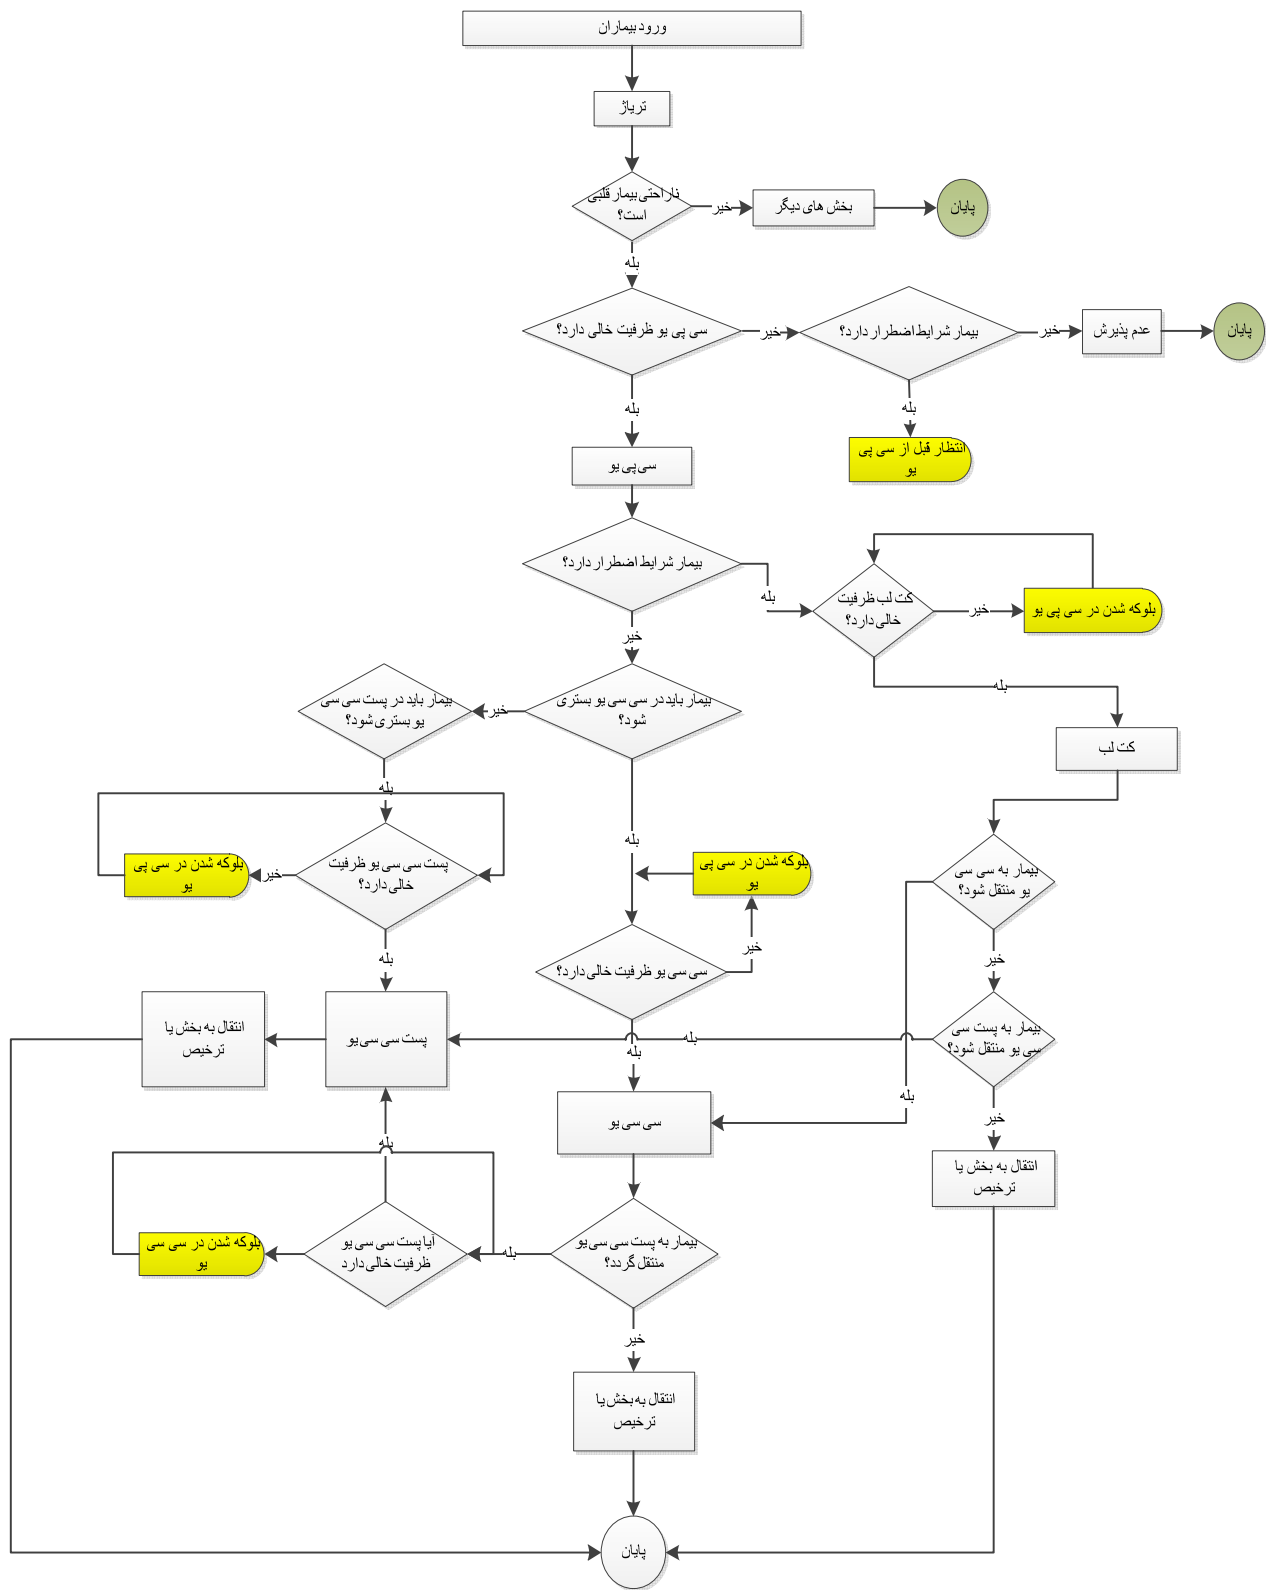 ورود بیماران
تریاژ
ناراحتی بیمار قلبی
است؟
خیر
بخش های دیگر
پایان
بله
سی پی یو ظرفیت خالی دارد؟
خیر
بیمار شرایط اضطرار دارد؟
خیر
عدم پذیرش
پایان
بله
بله
انتظار قبل از سی پی
یو
سی پی یو
بیمار شرایط اضطرار دارد؟
بله
کت لب ظرفیت
خالی دارد؟
خیر
بلوکه شدن در سی پی یو
خیر
بله
بیمار باید در سی سی یو بستری
شود؟
خیر
بیمار باید در پست سی سی
یو بستری شود؟
کت لب
بله
بله
پست سی سی یو ظرفیت
خالی دارد؟
خیر
بلوکه شدن در سی پی
یو
بلوکه شدن در سی پی
یو
بیمار به سی سی
یو منتقل شود؟
خیر
بله
خیر
سی سی یو ظرفیت خالی دارد؟
بیمار به پست سی
سی یو منتقل شود؟
بله
بله
پست سی سی یو
انتقال به بخش یا
ترخیص
بله
خیر
سی سی یو
بله
انتقال به بخش یا
ترخیص
بیمار به پست سی سی یو
منتقل گردد؟
بله
آیا پست سی سی یو
ظرفیت خالی دارد
بلوکه شدن در سی سی
یو
خیر
انتقال به بخش یا
ترخیص
پایان